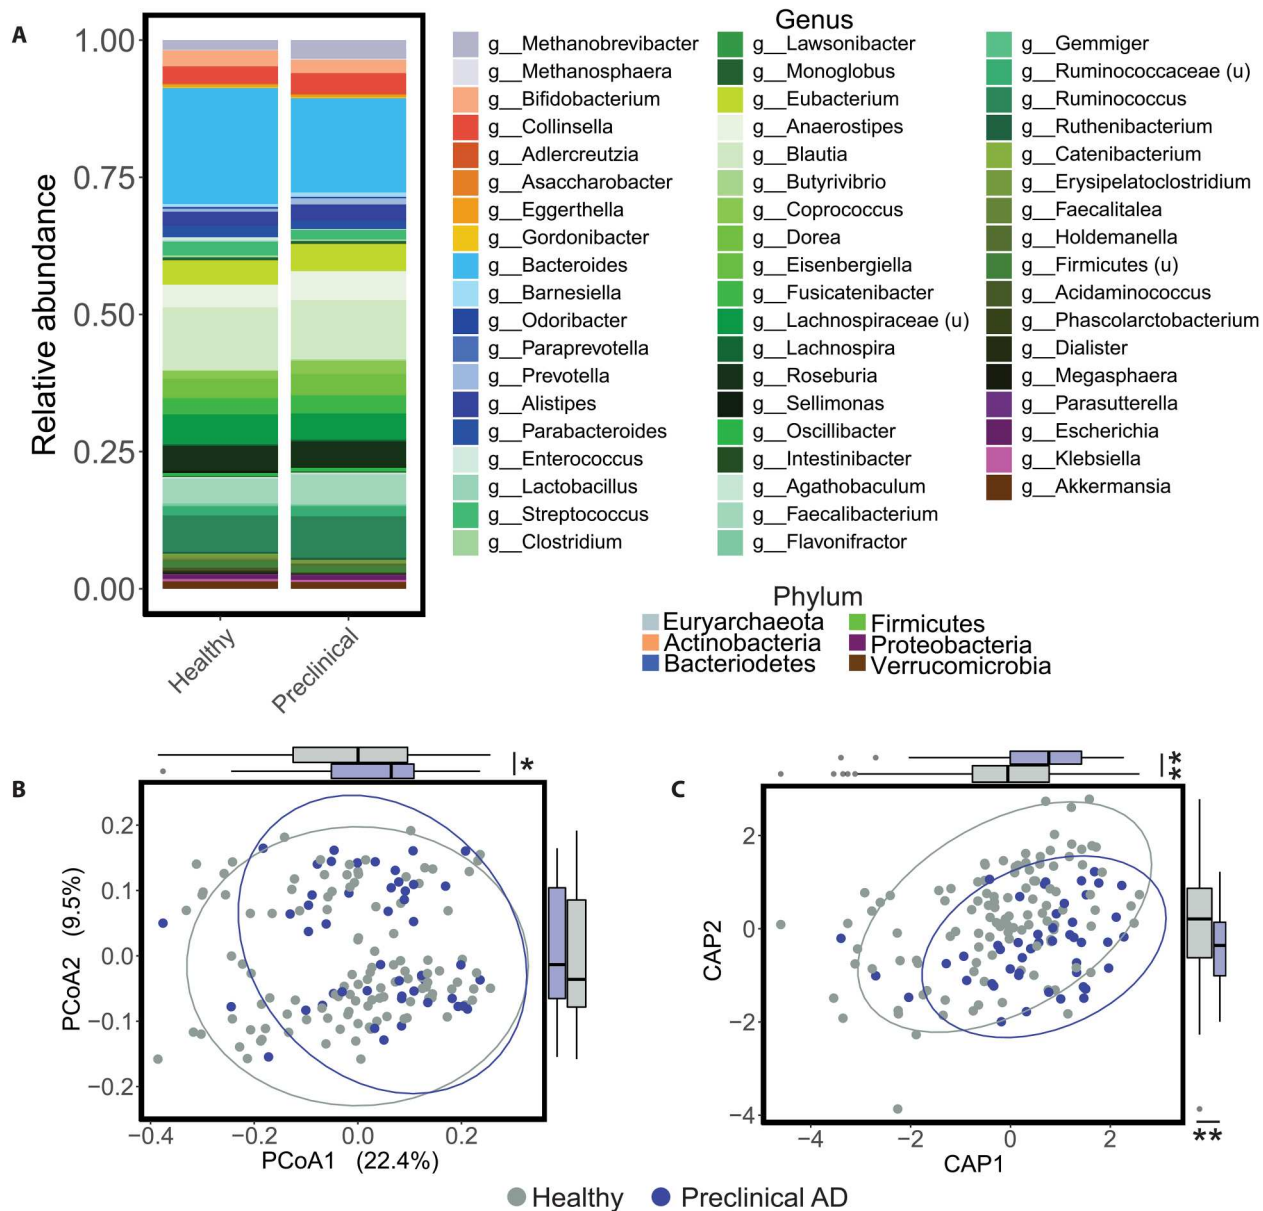 A
Genus
1.00
0.75
0.50
0.25
0.00
Relative abundance
Healthy
Preclinical
g__Methanobrevibacter
g__Methanosphaera
g__Bifidobacterium
g__Collinsella
g__Adlercreutzia
g__Asaccharobacter
g__Eggerthella
g__Gordonibacter
g__Bacteroides
g__Barnesiella
g__Odoribacter
g__Paraprevotella
g__Prevotella
g__Alistipes
g__Parabacteroides
g__Enterococcus
g__Lactobacillus
g__Streptococcus
g__Clostridium
g__Lawsonibacter
g__Monoglobus
g__Eubacterium
g__Anaerostipes
g__Blautia
g__Butyrivibrio
g__Coprococcus
g__Dorea
g__Eisenbergiella
g__Fusicatenibacter
g__Lachnospiraceae (u)
g__Lachnospira
g__Roseburia
g__Sellimonas
g__Oscillibacter
g__Intestinibacter
g__Agathobaculum
g__Faecalibacterium
g__Flavonifractor
g__Gemmiger
g__Ruminococcaceae (u)
g__Ruminococcus
g__Ruthenibacterium
g__Catenibacterium
g__Erysipelatoclostridium
g__Faecalitalea
g__Holdemanella
g__Firmicutes (u)
g__Acidaminococcus
g__Phascolarctobacterium
g__Dialister
g__Megasphaera
g__Parasutterella
g__Escherichia
g__Klebsiella
g__Akkermansia
Phylum
Euryarchaeota
Actinobacteria
Bacteriodetes
Firmicutes
Proteobacteria
Verrucomicrobia
B
*
0.2
0.1
0.0
−0.1
−0.2
PCoA2 (9.5%)
−0.4
−0.2
0.0
0.2
PCoA1 (22.4%)
C
**
2
0
−2
−4
CAP2
−4
−2
0
2
CAP1
**
Healthy
Preclinical AD